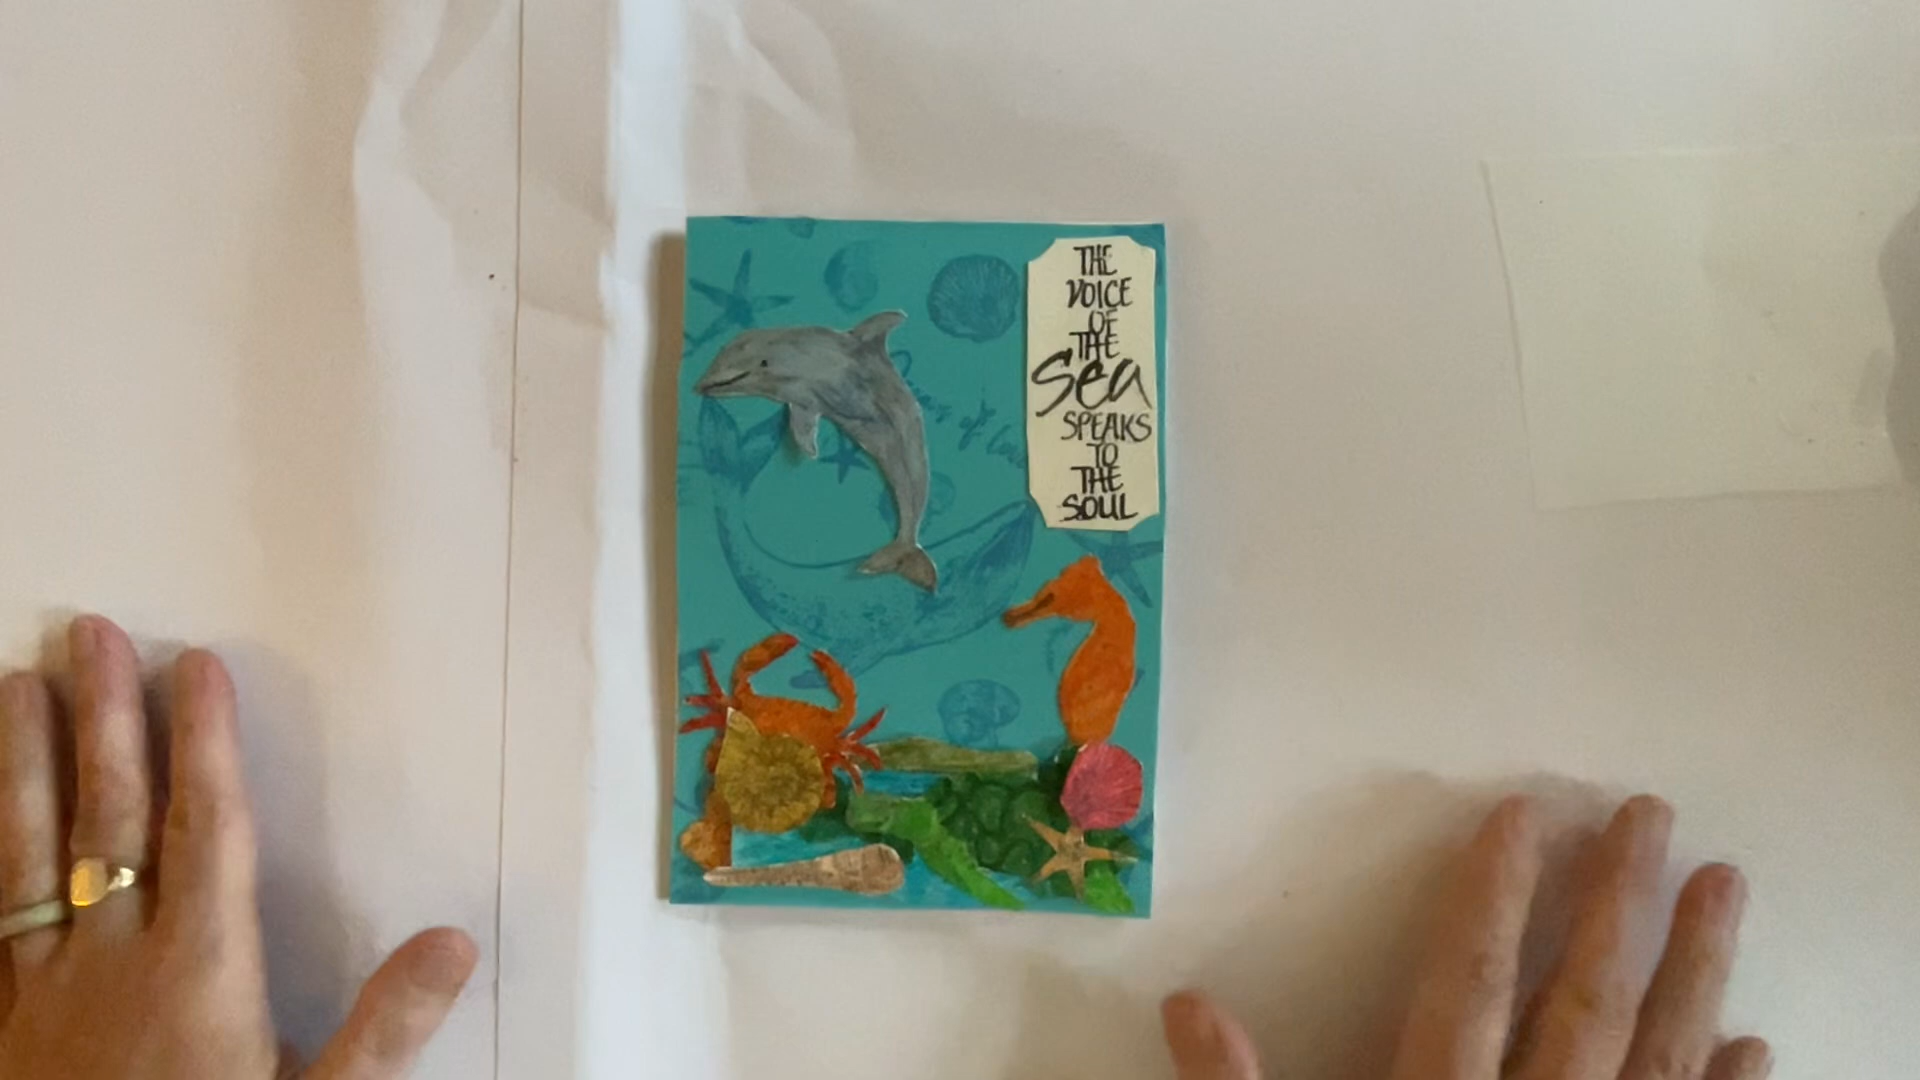 THE
VOICE
OF
THE
Sea
SPEAKS
TO
THE
SOUL